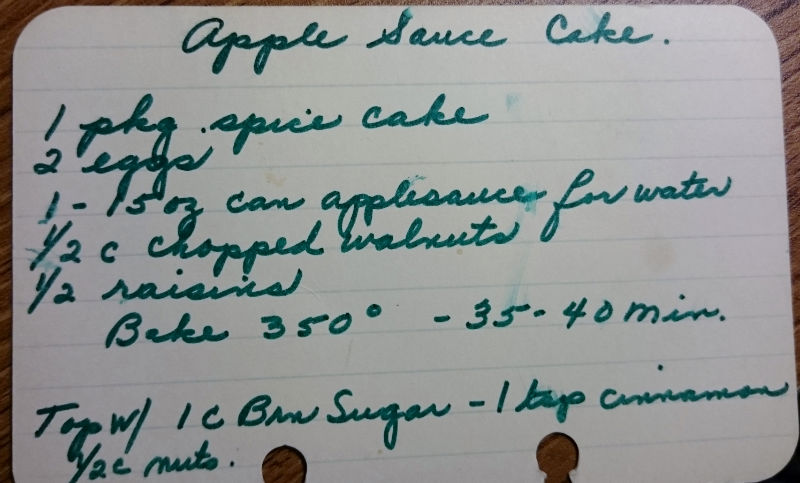 Apple Sauce Cake.
1 pkg. spice cake
2 eggs
1 - 15 oz can applesauce for water
1/2 c chopped walnuts
1/2 raisins
Bake 350° - 35 - 40 min.
Top w/ 1 c Brn Sugar - 1 tsp cinnamon
1/2 c nuts.